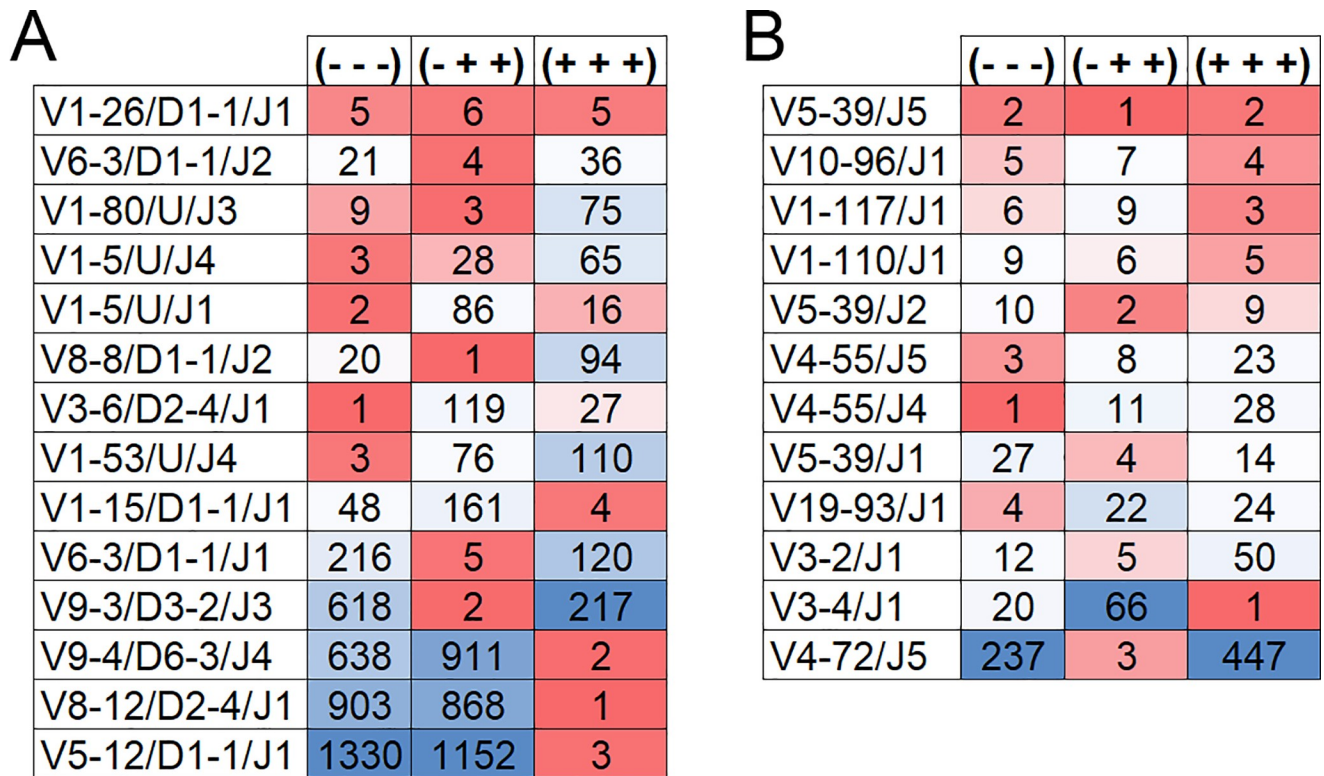 A
(- - -) (- + +) (+ + +)
V1-26/D1-1/J1 5 6 5
V6-3/D1-1/J2 21 4 36
V1-80/U/J3 9 3 75
V1-5/U/J4 3 28 65
V1-5/U/J1 2 86 16
V8-8/D1-1/J2 20 1 94
V3-6/D2-4/J1 1 119 27
V1-53/U/J4 3 76 110
V1-15/D1-1/J1 48 161 4
V6-3/D1-1/J1 216 5 120
V9-3/D3-2/J3 618 2 217
V9-4/D6-3/J4 638 911 2
V8-12/D2-4/J1 903 868 1
V5-12/D1-1/J1 1330 1152 3
B
(- - -) (- + +) (+ + +)
V5-39/J5 2 1 2
V10-96/J1 5 7 4
V1-117/J1 6 9 3
V1-110/J1 9 6 5
V5-39/J2 10 2 9
V4-55/J5 3 8 23
V4-55/J4 1 11 28
V5-39/J1 27 4 14
V19-93/J1 4 22 24
V3-2/J1 12 5 50
V3-4/J1 20 66 1
V4-72/J5 237 3 447